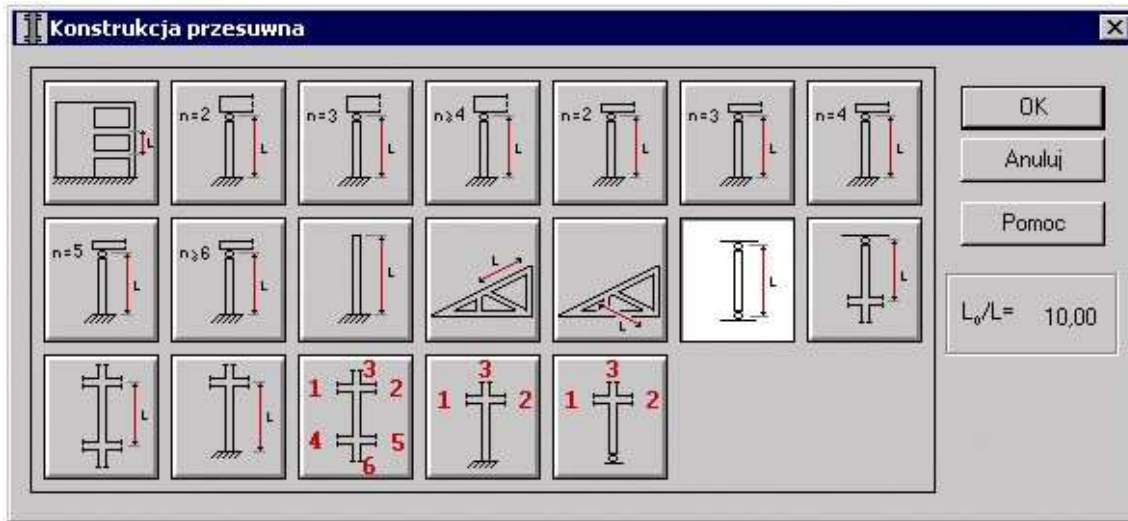 Konstrukcja przesuwna
L
n=2 L
n=3 L
n≥4 L
n=2 L
n=3 L
n=4 L
OK
Anuluj
Pomoc
n=5 L
n≥6 L
L
L
L
L
L
L₀/L= 10,00
L
L
3
1 2
4 5
6
3
1 2
3
1 2